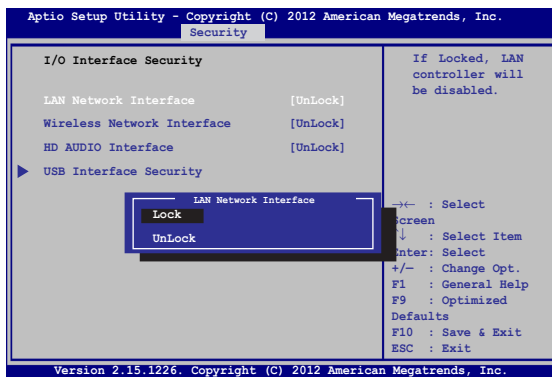 Aptio Setup Utility - Copyright (C) 2012 American Megatrends, Inc.
Security
I/O Interface Security
LAN Network Interface [UnLock]
Wireless Network Interface [UnLock]
HD AUDIO Interface [UnLock]
USB Interface Security
LAN Network Interface
Lock
UnLock
If Locked, LAN
controller will
be disabled.
→← : Select
Screen
↑↓ : Select Item
Enter: Select
+/— : Change Opt.
F1 : General Help
F9 : Optimized
Defaults
F10 : Save & Exit
ESC : Exit
Version 2.15.1226. Copyright (C) 2012 American Megatrends, Inc.